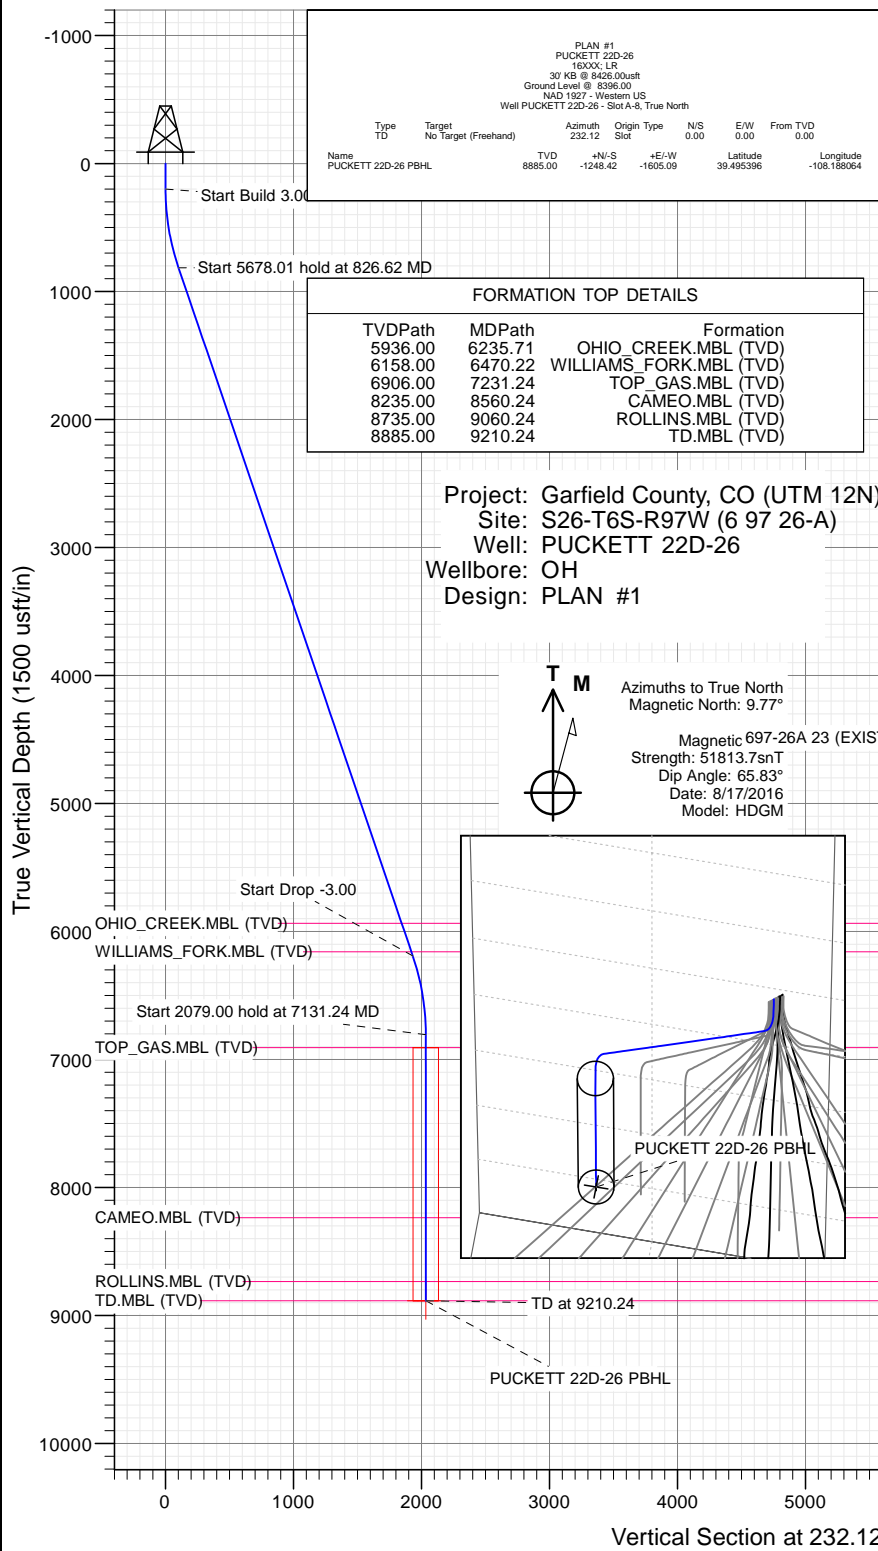 PLAN #1
PUCKETT 22D-26
16XXX; LR
30' KB @ 8426.00usft
Ground Level @ 8396.00
NAD 1927 - Western US
Well PUCKETT 22D-26 - Slot A-8, True North
Type Target Azimuth Origin Type N/S E/W From TVD
TD No Target (Freehand) 232.12 Slot 0.00 0.00 0.00
Name TVD +N/-S +E/-W Latitude Longitude
PUCKETT 22D-26 PBHL 8885.00 -1248.42 -1605.09 39.495396 -108.188064
Start Build 3.00
Start 5678.01 hold at 826.62 MD
FORMATION TOP DETAILS
TVDPath MDPath Formation
5936.00 6235.71 OHIO_CREEK.MBL (TVD)
6158.00 6470.22 WILLIAMS_FORK.MBL (TVD)
6906.00 7231.24 TOP_GAS.MBL (TVD)
8235.00 8560.24 CAMEO.MBL (TVD)
8735.00 9060.24 ROLLINS.MBL (TVD)
8885.00 9210.24 TD.MBL (TVD)
Project: Garfield County, CO (UTM 12N)
Site: S26-T6S-R97W (6 97 26-A)
Well: PUCKETT 22D-26
Wellbore: OH
Design: PLAN #1
T M
Azimuths to True North
Magnetic North: 9.77°
Magnetic 697-26A 23 (EXIST
Strength: 51813.7snT
Dip Angle: 65.83°
Date: 8/17/2016
Model: HDGM
Start Drop -3.00
OHIO_CREEK.MBL (TVD)
WILLIAMS_FORK.MBL (TVD)
Start 2079.00 hold at 7131.24 MD
TOP_GAS.MBL (TVD)
PUCKETT 22D-26 PBHL
CAMEO.MBL (TVD)
ROLLINS.MBL (TVD)
TD.MBL (TVD)
TD at 9210.24
PUCKETT 22D-26 PBHL
True Vertical Depth (1500 usft/in)
-1000
0
1000
2000
3000
4000
5000
6000
7000
8000
9000
10000
0 1000 2000 3000 4000 5000
Vertical Section at 232.12